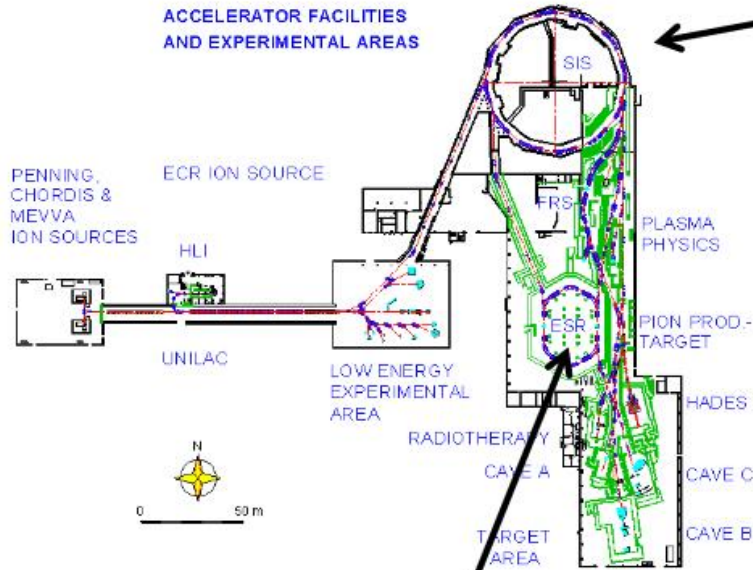 ACCELERATOR FACILITIES
AND EXPERIMENTAL AREAS
SIS
PENNING,
CHORDIS &
MEVVA
ION SOURCES
ECR ION SOURCE
HLI
FRS
PLASMA
PHYSICS
UNILAC
LOW ENERGY
EXPERIMENTAL
AREA
ESR
PION PROD.-
TARGET
HADES
RADIOTHERAPY
CAVE A
CAVE C
TARGET
AREA
CAVE B
N
0 50 m